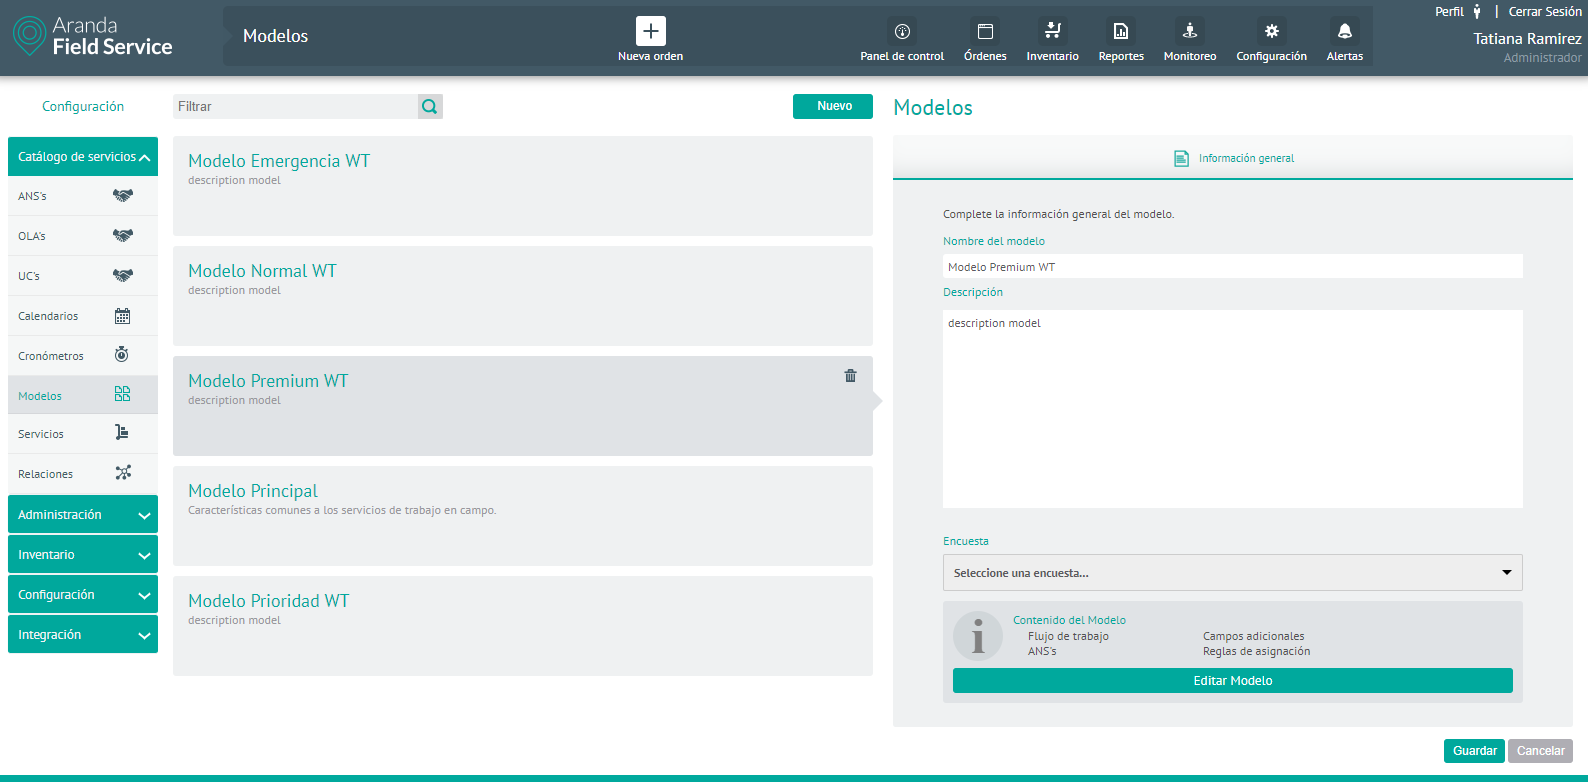 Aranda
Field Service
Modelos
Nueva orden
Panel de control
Órdenes
Inventario
Reportes
Monitoreo
Configuración
Alertas
Perfil | Cerrar Sesión
Tatiana Ramirez
Administrador
Configuración
Catálogo de servicios
ANS's
OLA's
UC's
Calendarios
Cronómetros
Modelos
Servicios
Relaciones
Administración
Inventario
Configuración
Integración
Filtrar
Nuevo
Modelo Emergencia WT
description model
Modelo Normal WT
description model
Modelo Premium WT
description model
Modelo Principal
Características comunes a los servicios de trabajo en campo.
Modelo Prioridad WT
description model
Modelos
Información general
Complete la información general del modelo.
Nombre del modelo
Modelo Premium WT
Descripción
description model
Encuesta
Seleccione una encuesta...
Contenido del Modelo
Flujo de trabajo
Campos adicionales
ANS's
Reglas de asignación
Editar Modelo
Guardar
Cancelar